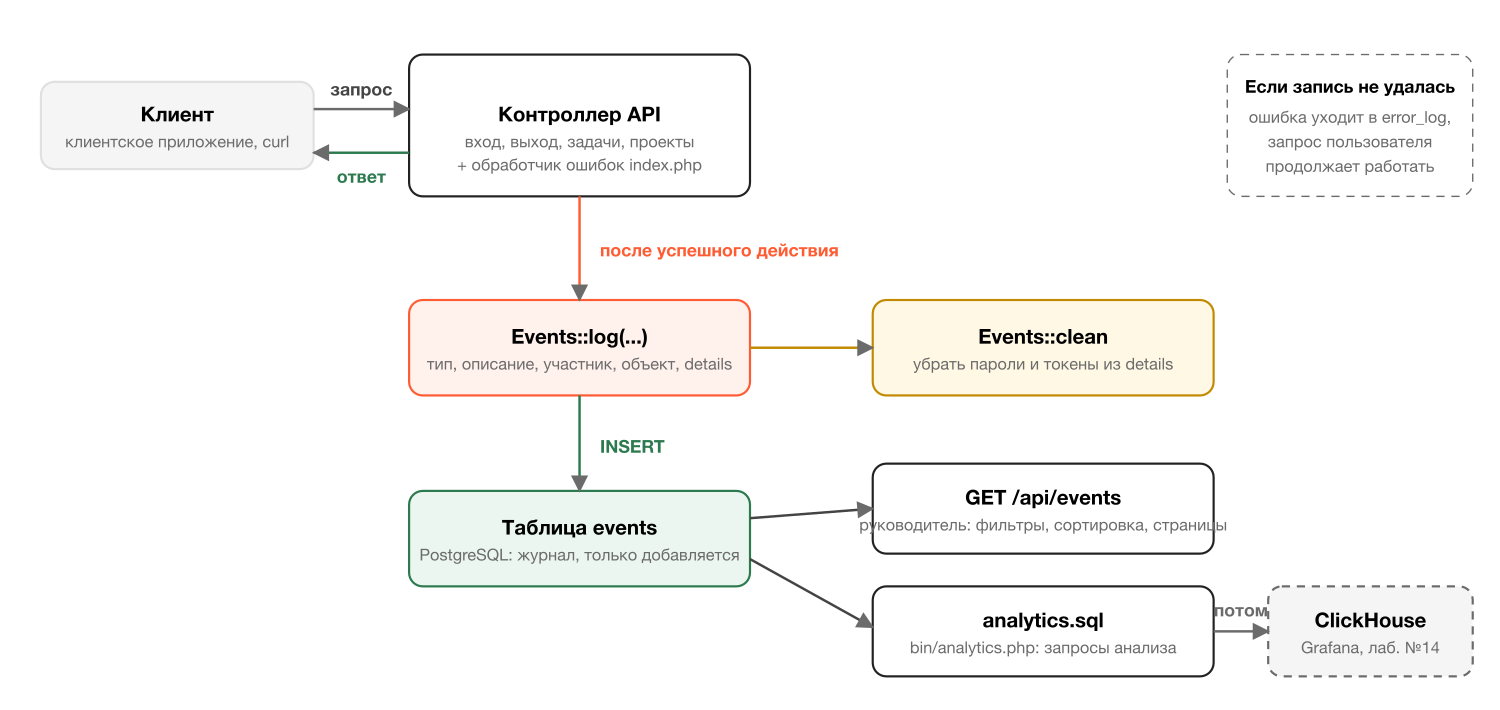 Клиент
клиентское приложение, curl
запрос
ответ
Контроллер API
вход, выход, задачи, проекты
+ обработчик ошибок index.php
Если запись не удалась
ошибка уходит в error_log,
запрос пользователя
продолжает работать
после успешного действия
Events::log(...)
тип, описание, участник, объект, details
Events::clean
убрать пароли и токены из details
INSERT
Таблица events
PostgreSQL: журнал, только добавляется
GET /api/events
руководитель: фильтры, сортировка, страницы
analytics.sql
bin/analytics.php: запросы анализа
потом
ClickHouse
Grafana, лаб. №14